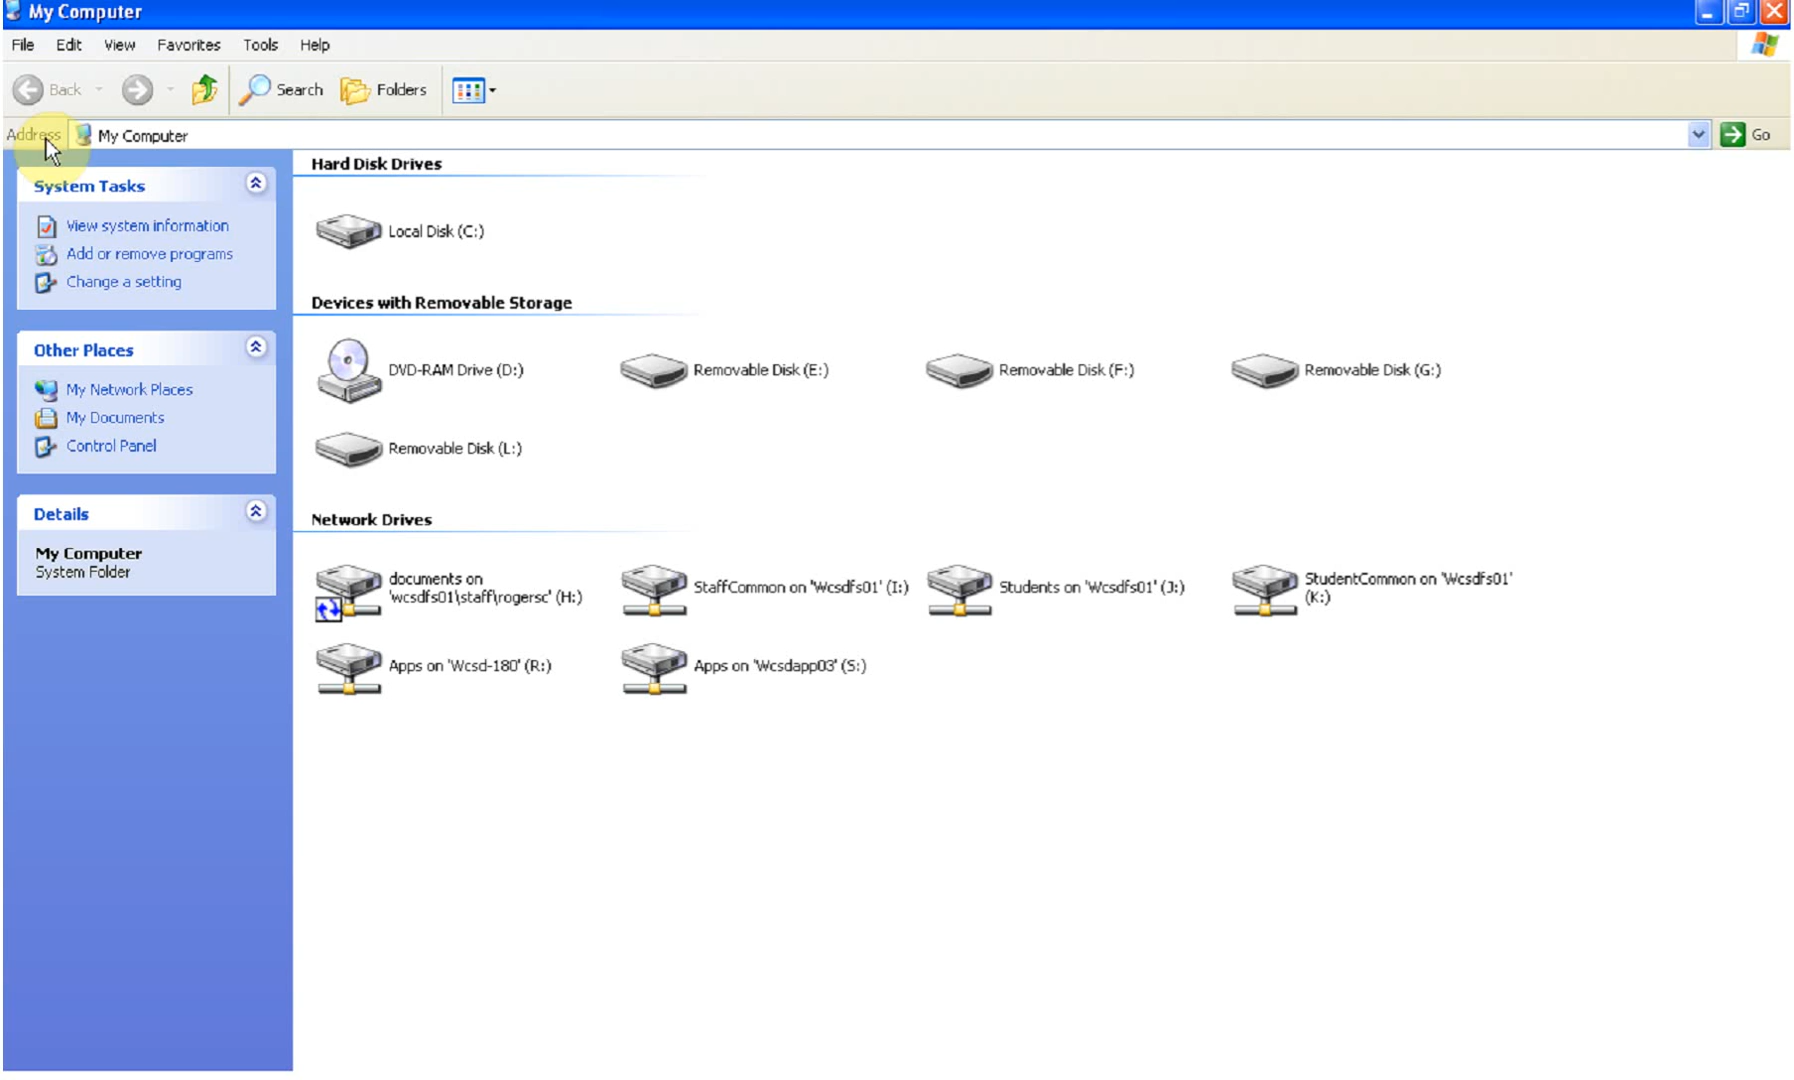 My Computer
File Edit View Favorites Tools Help
Back Search Folders
Address My Computer Go
System Tasks
View system information
Add or remove programs
Change a setting
Other Places
My Network Places
My Documents
Control Panel
Details
My Computer
System Folder
Hard Disk Drives
Local Disk (C:)
Devices with Removable Storage
DVD-RAM Drive (D:)
Removable Disk (E:)
Removable Disk (F:)
Removable Disk (G:)
Removable Disk (L:)
Network Drives
documents on
'wcsdfs01\staff\rogersc' (H:)
StaffCommon on 'Wcsdfs01' (I:)
Students on 'Wcsdfs01' (J:)
StudentCommon on 'Wcsdfs01'
(K:)
Apps on 'Wcsd-180' (R:)
Apps on 'Wcsdapp03' (S:)